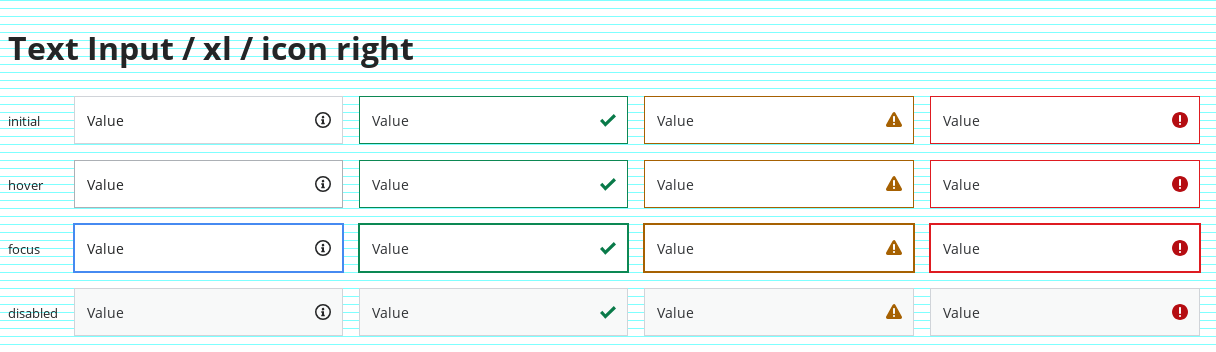 Text Input / xl / icon right
initial Value Value Value Value
hover Value Value Value Value
focus Value Value Value Value
disabled Value Value Value Value